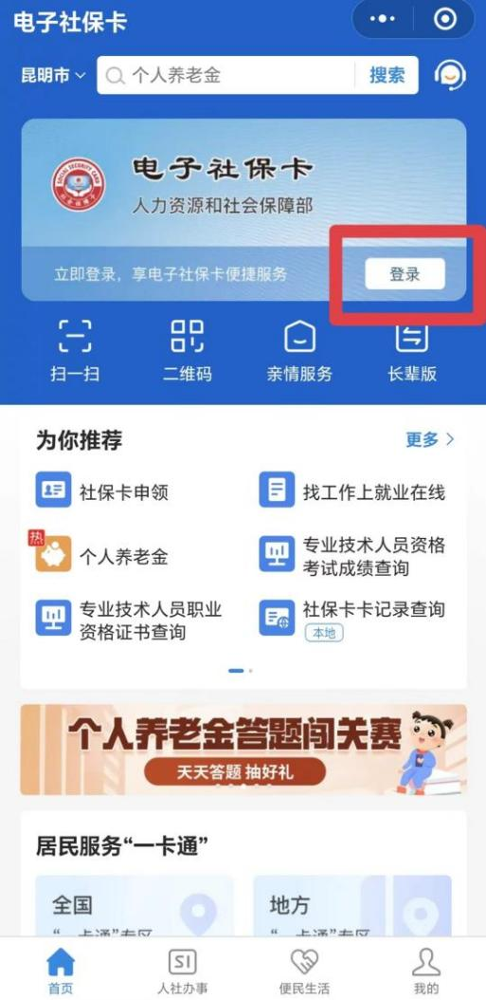 电子社保卡
昆明市
个人养老金
搜索
电子社保卡
人力资源和社会保障部
立即登录，享电子社保卡便捷服务
登录
扫一扫
二维码
亲情服务
长辈版
为你推荐
更多
社保卡申领
找工作上就业在线
热
个人养老金
专业技术人员资格
考试成绩查询
专业技术人员职业
资格证书查询
社保卡卡记录查询
本地
个人养老金答题闯关赛
天天答题 抽好礼
居民服务“一卡通”
全国
“一卡通”专区
地方
“一卡通”专区
首页
人社办事
便民生活
我的